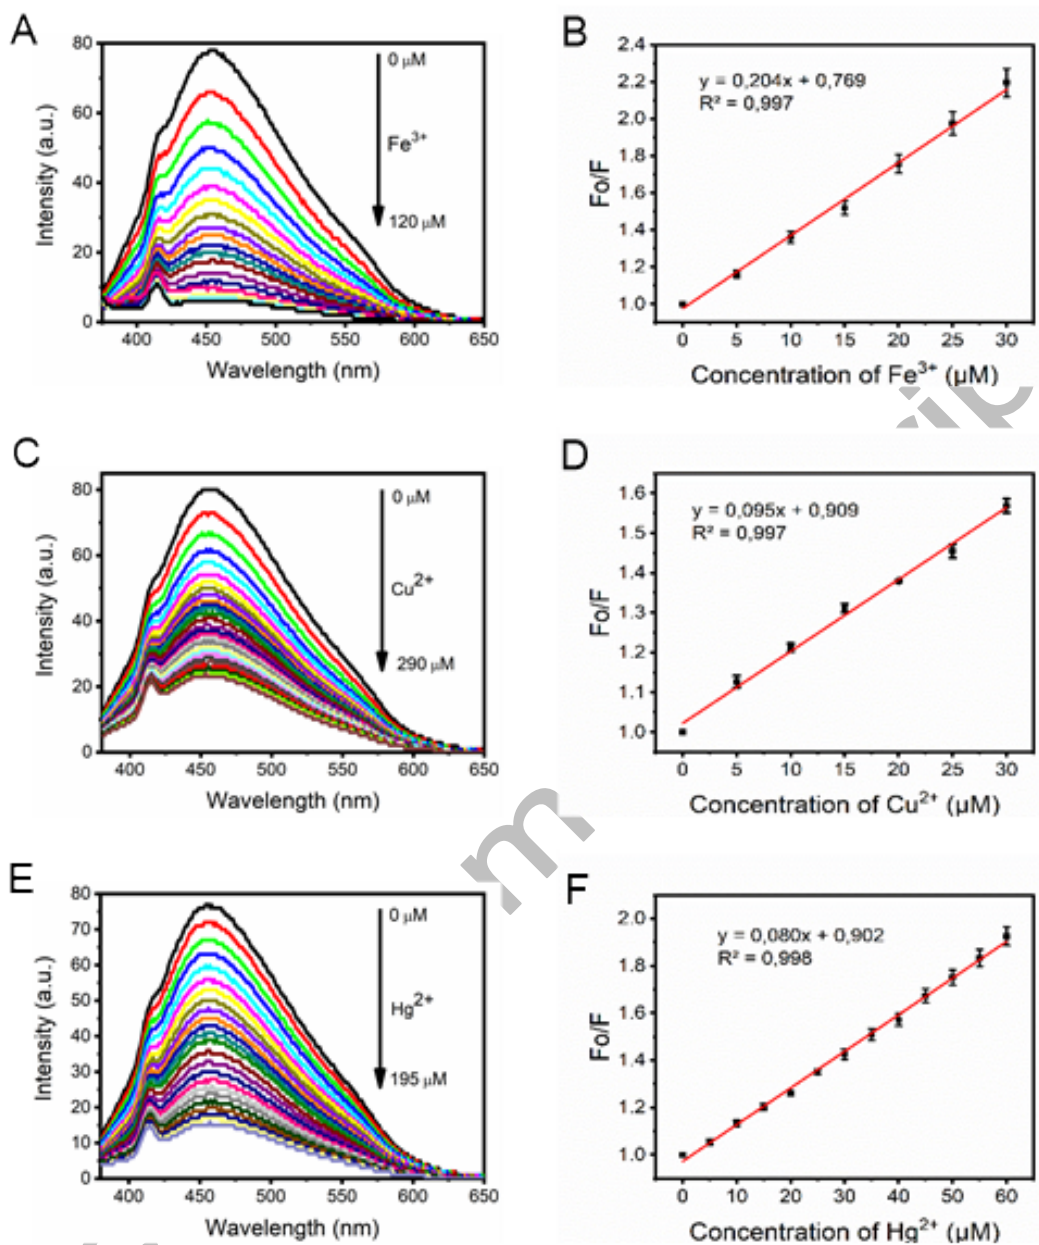 A
80
60
40
20
0
400 450 500 550 600 650
Intensity (a.u.)
Wavelength (nm)
0 µM
Fe³⁺
120 µM
B
2.4
2.2
2.0
1.8
1.6
1.4
1.2
1.0
0 5 10 15 20 25 30
Fo/F
y = 0,204x + 0,769
R² = 0,997
Concentration of Fe³⁺ (µM)
C
80
60
40
20
0
400 450 500 550 600 650
Intensity (a.u.)
Wavelength (nm)
0 µM
Cu²⁺
290 µM
D
1.6
1.5
1.4
1.3
1.2
1.1
1.0
0 5 10 15 20 25 30
Fo/F
y = 0,095x + 0,909
R² = 0,997
Concentration of Cu²⁺ (µM)
E
80
70
60
50
40
30
20
10
0
400 450 500 550 600 650
Intensity (a.u.)
Wavelength (nm)
0 µM
Hg²⁺
195 µM
F
2.0
1.8
1.6
1.4
1.2
1.0
0 10 20 30 40 50 60
Fo/F
y = 0,080x + 0,902
R² = 0,998
Concentration of Hg²⁺ (µM)